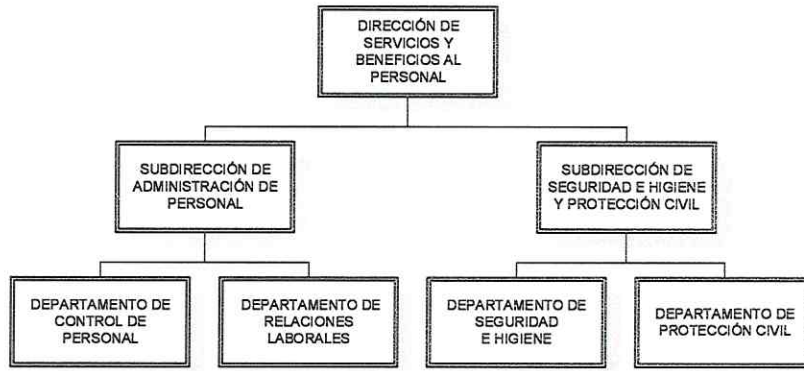 DIRECCIÓN DE
SERVICIOS Y
BENEFICIOS AL
PERSONAL
SUBDIRECCIÓN DE
ADMINISTRACIÓN DE
PERSONAL
SUBDIRECCIÓN DE
SEGURIDAD E HIGIENE
Y PROTECCIÓN CIVIL
DEPARTAMENTO DE
CONTROL DE
PERSONAL
DEPARTAMENTO DE
RELACIONES
LABORALES
DEPARTAMENTO DE
SEGURIDAD
E HIGIENE
DEPARTAMENTO DE
PROTECCIÓN CIVIL